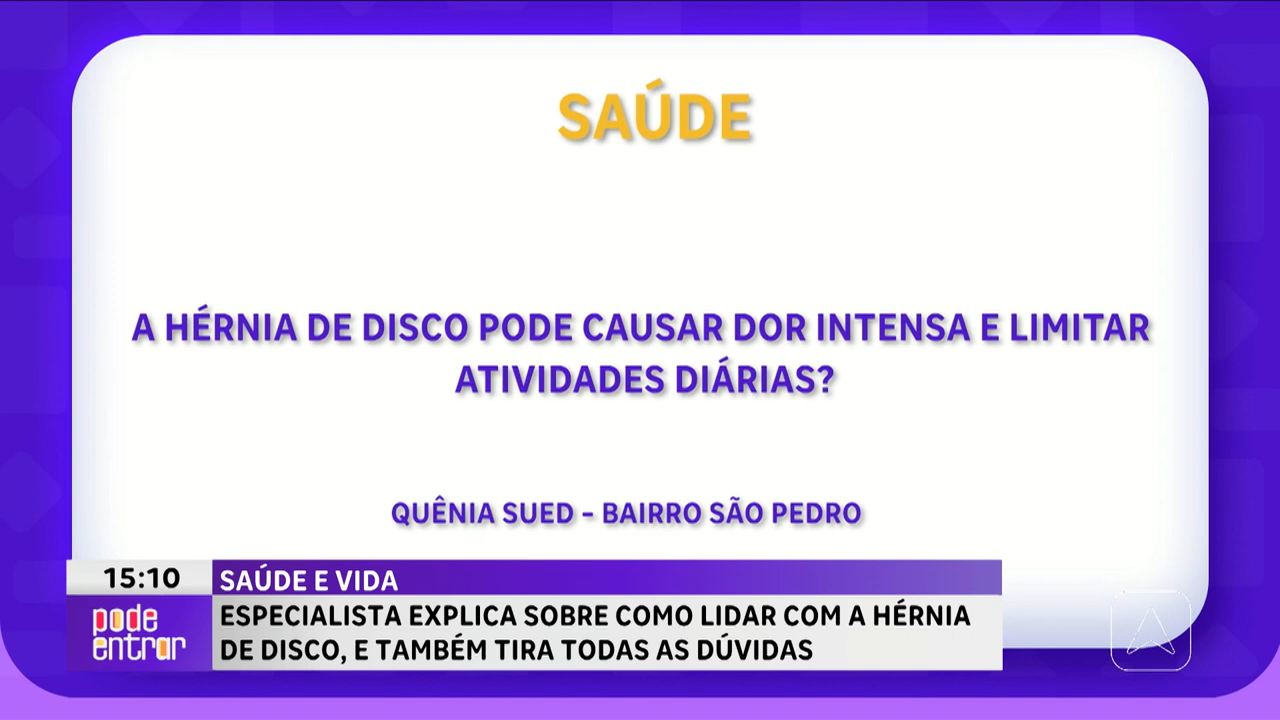 SAÚDE
A HÉRNIA DE DISCO PODE CAUSAR DOR INTENSA E LIMITAR
ATIVIDADES DIÁRIAS?
QUÊNIA SUED - BAIRRO SÃO PEDRO
15:10
SAÚDE E VIDA
pode
entrar
ESPECIALISTA EXPLICA SOBRE COMO LIDAR COM A HÉRNIA
DE DISCO, E TAMBÉM TIRA TODAS AS DÚVIDAS